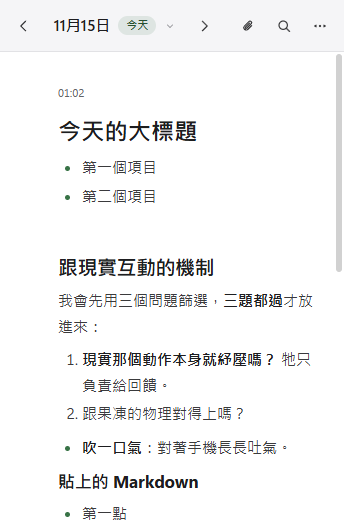 11月15日 今天
01:02
今天的大標題
• 第一個項目
• 第二個項目
跟現實互動的機制
我會先用三個問題篩選，三題都過才放
進來：
1. 現實那個動作本身就紓壓嗎？ 牠只
負責給回饋。
2. 跟果凍的物理對得上嗎？
• 吹一口氣：對著手機長長吐氣。
貼上的 Markdown
• 第一點